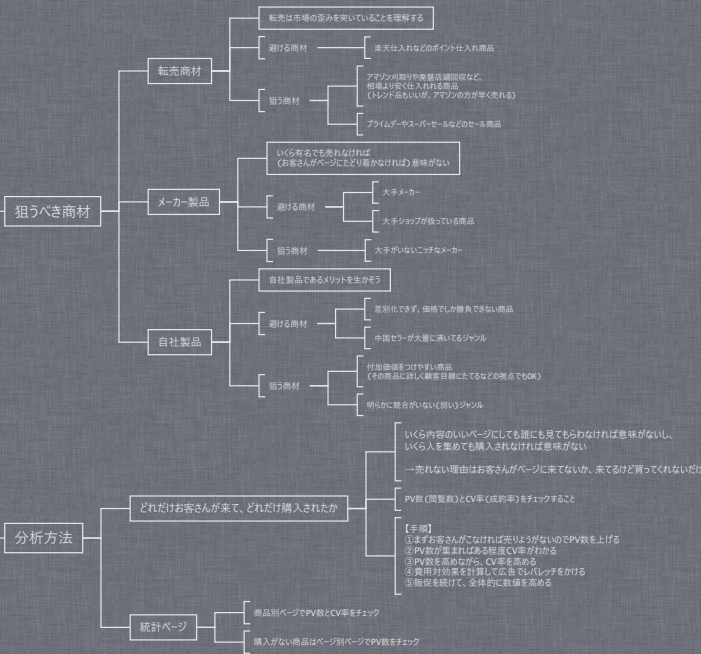 狙うべき商材
転売商材
転売は市場の歪みを突いていることを理解する
避ける商材
楽天仕入れなどのポイント仕入れ商品
狙う商材
アマゾン刈取りや廃盤店舗回収など、
相場より安く仕入れれる商品
(トレンド品もいいが、アマゾンの方が早く売れる)
プライムデーやスーパーセールなどのセール商品
メーカー製品
いくら有名でも売れなければ
(お客さんがページにたどり着かなければ)意味がない
避ける商材
大手メーカー
大手ショップが扱っている商品
狙う商材
大手がいないニッチなメーカー
自社製品
自社製品であるメリットを生かそう
避ける商材
差別化できず、価格でしか勝負できない商品
中国セラーが大量に沸いてるジャンル
狙う商材
付加価値をつけやすい商品
(その商品に詳しく顧客目線にたてるなどの視点でもOK)
明らかに競合がいない(弱い)ジャンル
分析方法
どれだけお客さんが来て、どれだけ購入されたか
いくら内容のいいページにしても誰にも見てもらわなければ意味がないし、
いくら人を集めても購入されなければ意味がない
→売れない理由はお客さんがページに来てないか、来てるけど買ってくれないだけ
PV数(閲覧数)とCV率(成約率)をチェックすること
【手順】
①まずお客さんがこなければ売りようがないのでPV数を上げる
②PV数が集まればある程度CV率がわかる
③PV数を高めながら、CV率を高める
④費用対効果を計算して広告でレバレッチをかける
⑤販促を続けて、全体的に数値を高める
統計ページ
商品別ページでPV数とCV率をチェック
購入がない商品はページ別ページでPV数をチェック